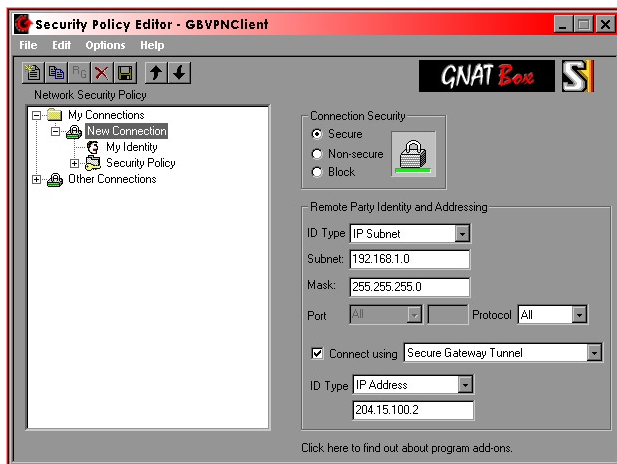 Security Policy Editor - GBVPNClient
File Edit Options Help
RG
GNAT Box
S
Network Security Policy
My Connections
New Connection
My Identity
Security Policy
Other Connections
Connection Security
Secure
Non-secure
Block
Remote Party Identity and Addressing
ID Type IP Subnet
Subnet: 192.168.1.0
Mask: 255.255.255.0
Port All Protocol All
Connect using Secure Gateway Tunnel
ID Type IP Address
204.15.100.2
Click here to find out about program add-ons.